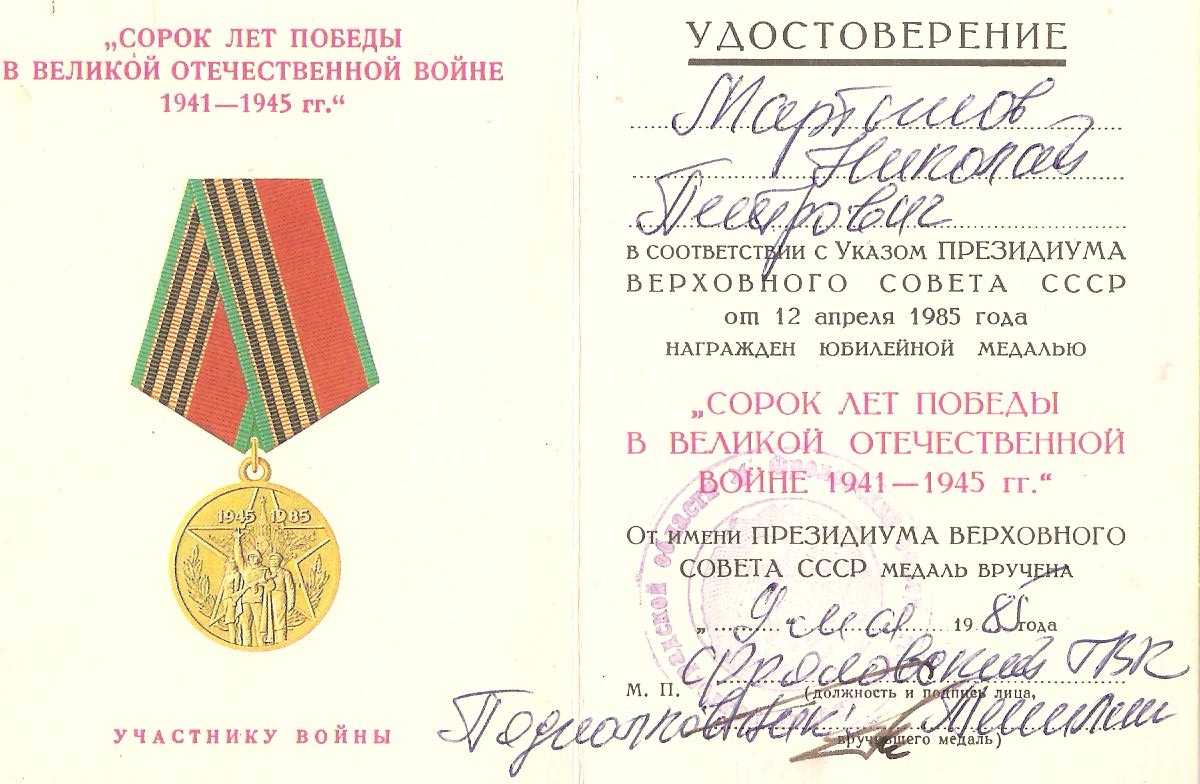 „СОРОК ЛЕТ ПОБЕДЫ
В ВЕЛИКОЙ ОТЕЧЕСТВЕННОЙ ВОЙНЕ
1941—1945 гг.“
1945 1985
УЧАСТНИКУ ВОЙНЫ
УДОСТОВЕРЕНИЕ
Николай
Петрович
В СООТВЕТСТВИИ С УКАЗОМ ПРЕЗИДИУМА
ВЕРХОВНОГО СОВЕТА СССР
от 12 апреля 1985 года
НАГРАЖДЕН ЮБИЛЕЙНОЙ МЕДАЛЬЮ
„СОРОК ЛЕТ ПОБЕДЫ
В ВЕЛИКОЙ ОТЕЧЕСТВЕННОЙ
ВОЙНЕ 1941—1945 гг.“
ОТ ИМЕНИ ПРЕЗИДИУМА ВЕРХОВНОГО
СОВЕТА СССР МЕДАЛЬ ВРУЧЕНА
„9“ мая 1985 года
Фроловский ГВК
М. П. (должность и подпись лица,
Подполковник
вручившего медаль)
области